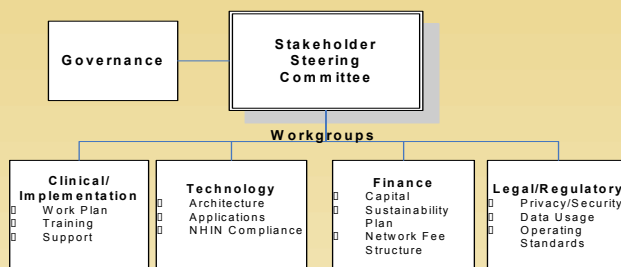 Governance
Stakeholder
Steering
Committee
Workgroups
Clinical/
Implementation
Work Plan
Training
Support
Technology
Architecture
Applications
NHIN Compliance
Finance
Capital
Sustainability
Plan
Network Fee
Structure
Legal/Regulatory
Privacy/Security
Data Usage
Operating
Standards